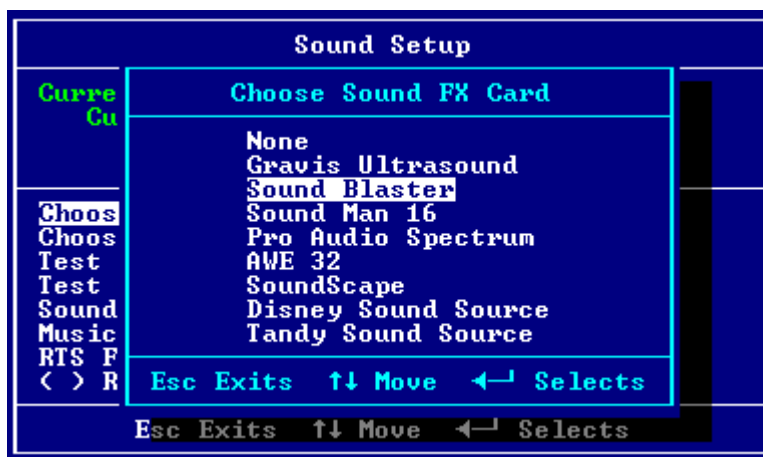 Sound Setup
Curre
Cu
Choose Sound FX Card
None
Gravis Ultrasound
Sound Blaster
Sound Man 16
Pro Audio Spectrum
AWE 32
SoundScape
Disney Sound Source
Tandy Sound Source
Esc Exits ↑↓ Move ◄─┘ Selects
Choos
Choos
Test
Test
Sound
Music
RTS F
( ) R
Esc Exits ↑↓ Move ◄─┘ Selects